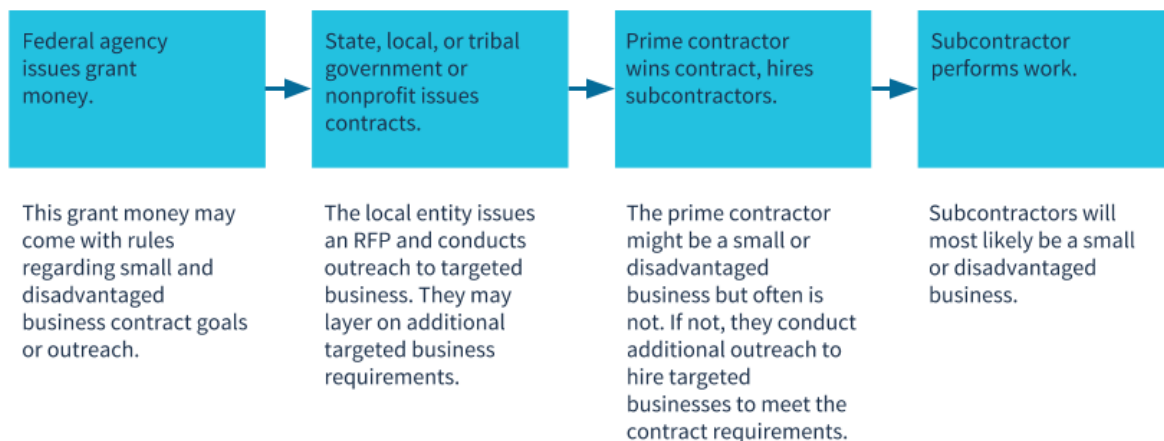 Federal agency
issues grant
money.
State, local, or tribal
government or
nonprofit issues
contracts.
Prime contractor
wins contract, hires
subcontractors.
Subcontractor
performs work.
This grant money may
come with rules
regarding small and
disadvantaged
business contract goals
or outreach.
The local entity issues
an RFP and conducts
outreach to targeted
business. They may
layer on additional
targeted business
requirements.
The prime contractor
might be a small or
disadvantaged
business but often is
not. If not, they conduct
additional outreach to
hire targeted
businesses to meet the
contract requirements.
Subcontractors will
most likely be a small
or disadvantaged
business.